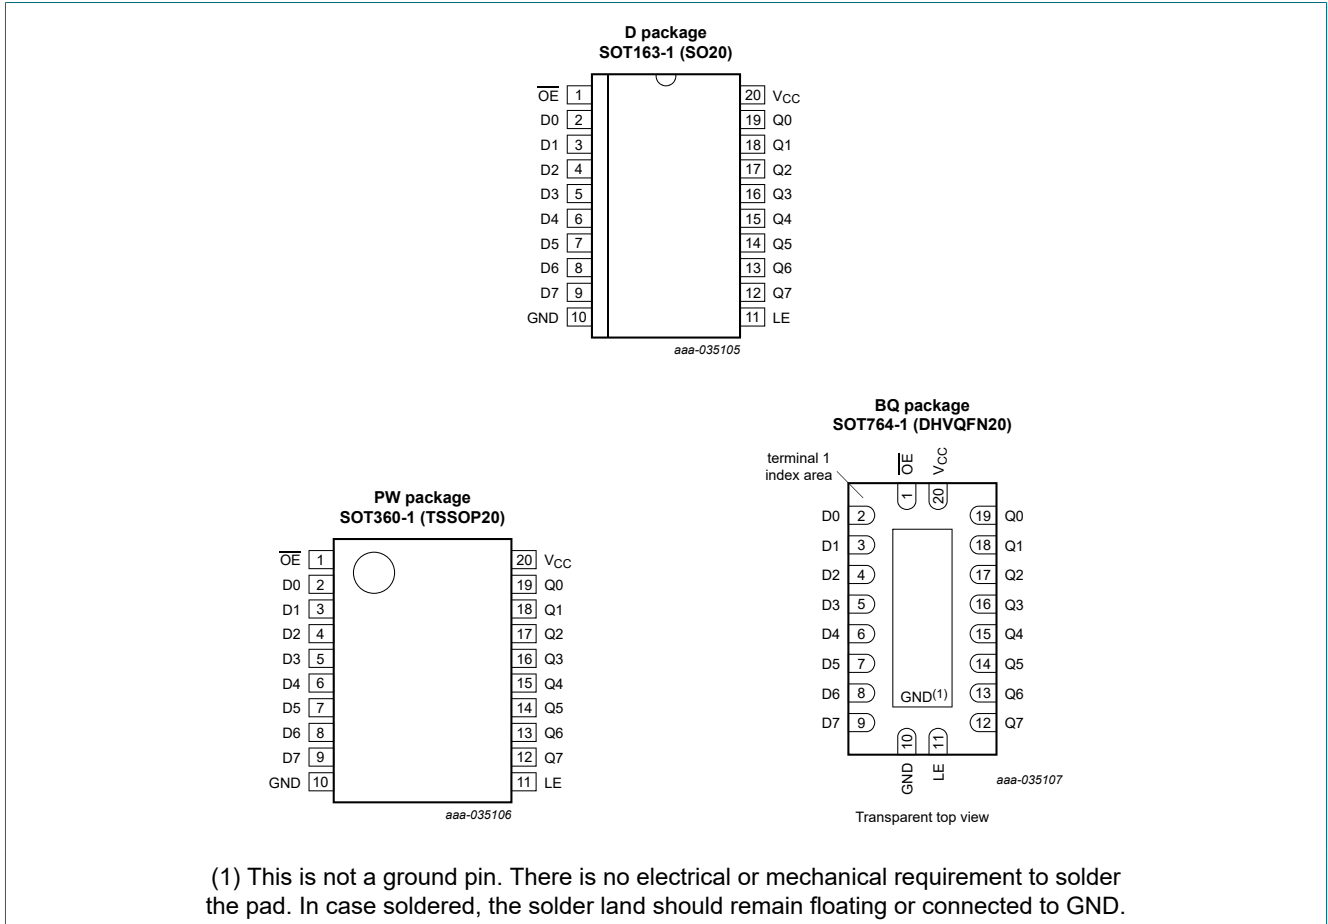 D package
SOT163-1 (SO20)
OE 1 20 VCC
D0 2 19 Q0
D1 3 18 Q1
D2 4 17 Q2
D3 5 16 Q3
D4 6 15 Q4
D5 7 14 Q5
D6 8 13 Q6
D7 9 12 Q7
GND 10 11 LE
aaa-035105
PW package
SOT360-1 (TSSOP20)
OE 1 20 VCC
D0 2 19 Q0
D1 3 18 Q1
D2 4 17 Q2
D3 5 16 Q3
D4 6 15 Q4
D5 7 14 Q5
D6 8 13 Q6
D7 9 12 Q7
GND 10 11 LE
aaa-035106
BQ package
SOT764-1 (DHVQFN20)
terminal 1
index area
OE VCC
1 20
D0 2 19 Q0
D1 3 18 Q1
D2 4 17 Q2
D3 5 16 Q3
D4 6 15 Q4
D5 7 14 Q5
D6 8 GND(1) 13 Q6
D7 9 12 Q7
10 11
GND LE
aaa-035107
Transparent top view
(1) This is not a ground pin. There is no electrical or mechanical requirement to solder
the pad. In case soldered, the solder land should remain floating or connected to GND.